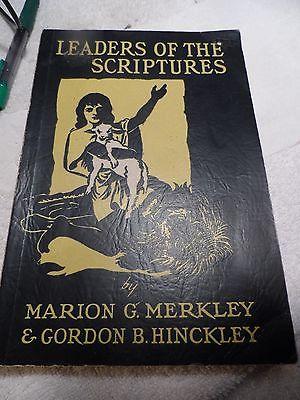 LEADERS OF THE
SCRIPTURES
by
MARION G. MERKLEY
& GORDON B. HINCKLEY